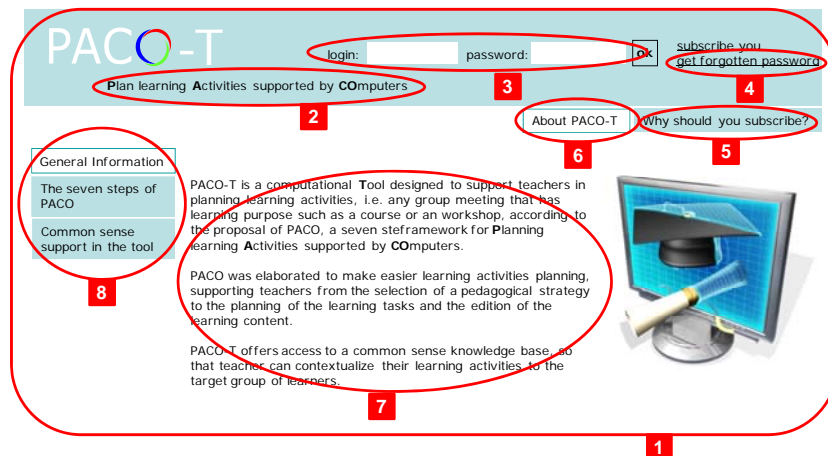 PACO-T
login:
password:
ok
subscribe you
get forgotten password
3
4
Plan learning Activities supported by COmputers
2
About PACO-T
Why should you subscribe?
6
5
General Information
The seven steps of
PACO
Common sense
support in the tool
8
PACO-T is a computational Tool designed to support teachers in
planning learning activities, i.e. any group meeting that has
learning purpose such as a course or an workshop, according to
the proposal of PACO, a seven steframework for Planning
learning Activities supported by COmputers.
PACO was elaborated to make easier learning activities planning,
supporting teachers from the selection of a pedagogical strategy
to the planning of the learning tasks and the edition of the
learning content.
PACO-T offers access to a common sense knowledge base, so
that teacher can contextualize their learning activities to the
target group of learners.
7
1